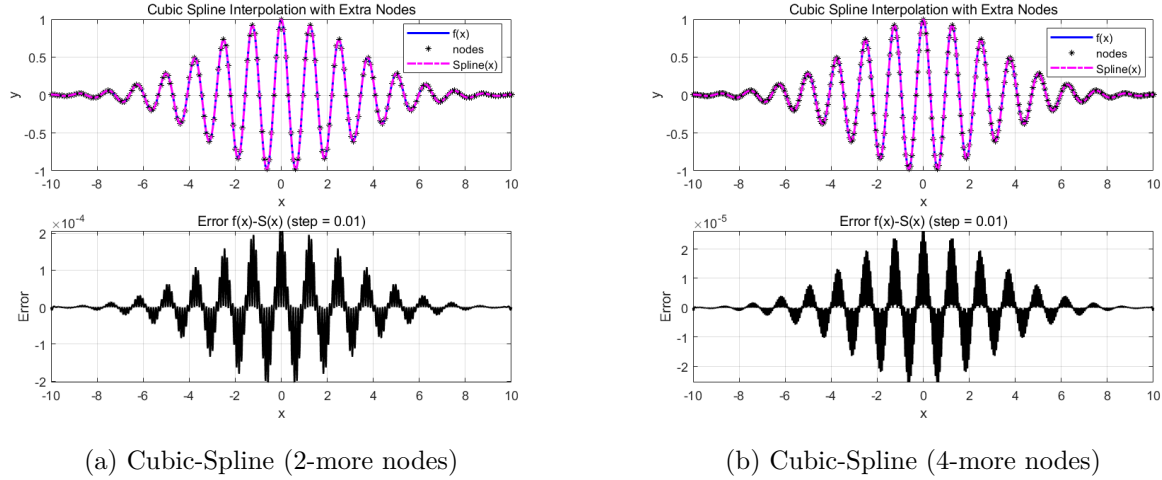 Cubic Spline Interpolation with Extra Nodes
1
0.5
0
-0.5
-1
y
f(x)
nodes
Spline(x)
-10 -8 -6 -4 -2 0 2 4 6 8 10
x
×10⁻⁴
Error f(x)-S(x) (step = 0.01)
2
1
0
-1
-2
Error
-10 -8 -6 -4 -2 0 2 4 6 8 10
x
(a) Cubic-Spline (2-more nodes)
Cubic Spline Interpolation with Extra Nodes
1
0.5
0
-0.5
-1
y
f(x)
nodes
Spline(x)
-10 -8 -6 -4 -2 0 2 4 6 8 10
x
×10⁻⁵
Error f(x)-S(x) (step = 0.01)
2
1
0
-1
-2
Error
-10 -8 -6 -4 -2 0 2 4 6 8 10
x
(b) Cubic-Spline (4-more nodes)